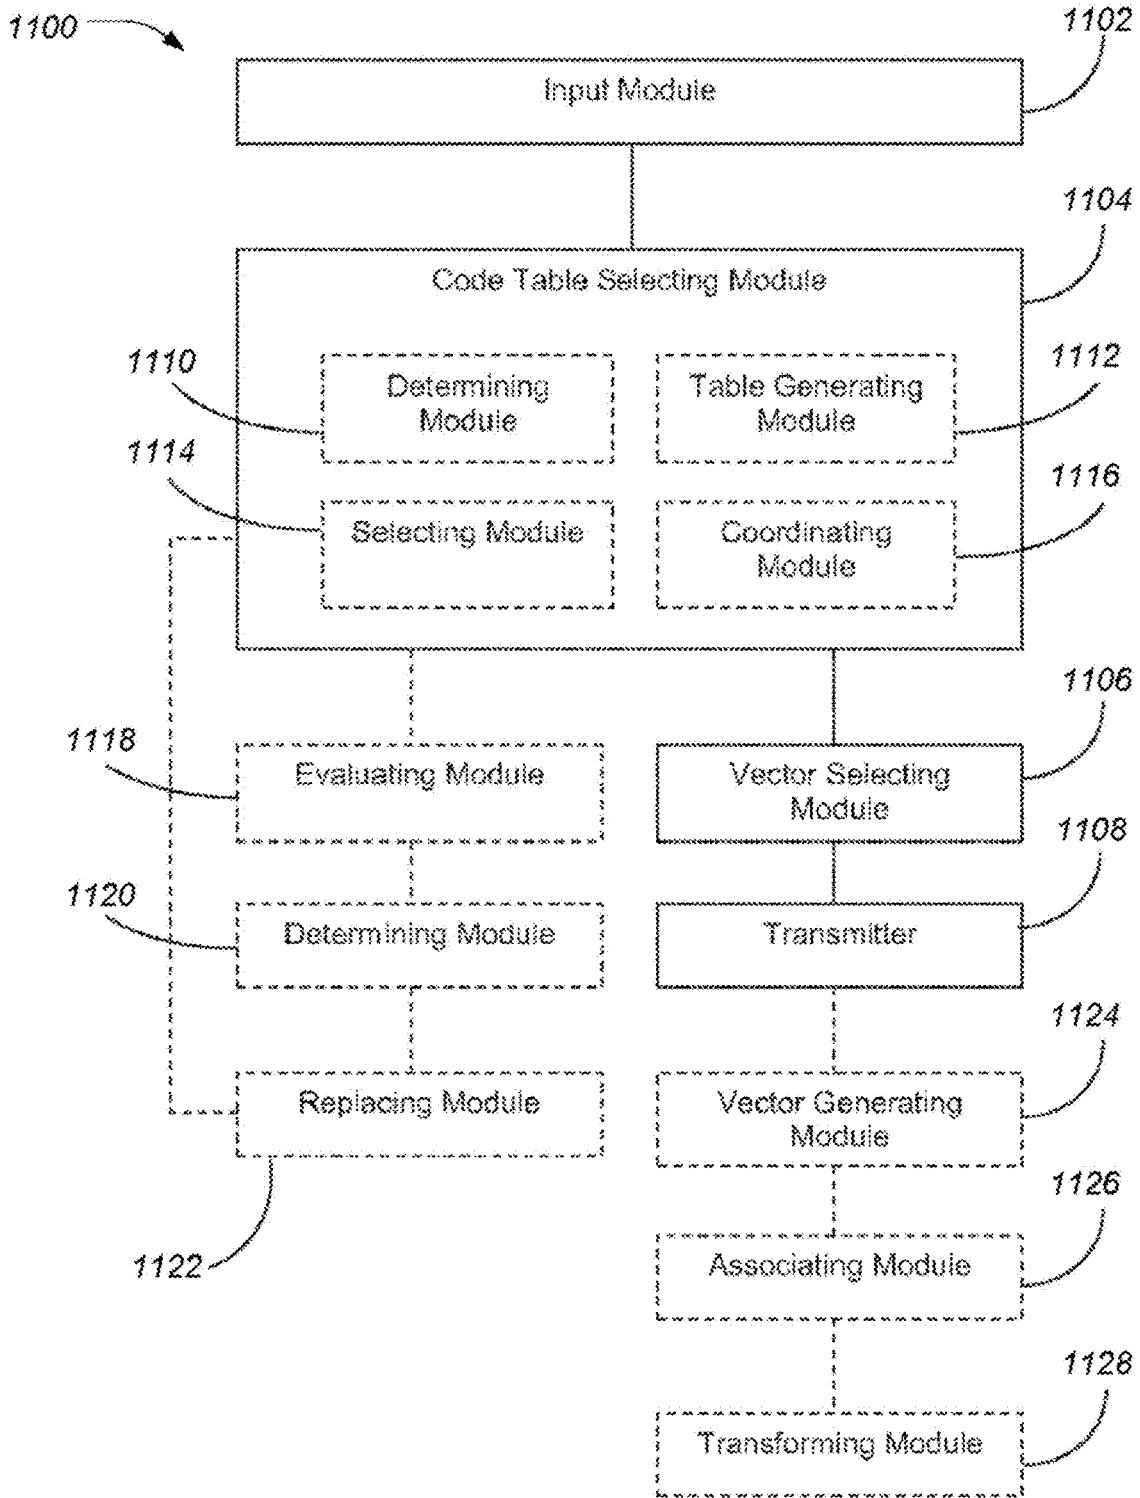 1100
1102
Input Module
1104
Code Table Selecting Module
1110
Determining
Module
1112
Table Generating
Module
1114
Selecting Module
1116
Coordinating
Module
1106
1118
Evaluating Module
Vector Selecting
Module
1108
1120
Determining Module
Transmitter
1124
Replacing Module
Vector Generating
Module
1122
1126
Associating Module
1128
Transforming Module